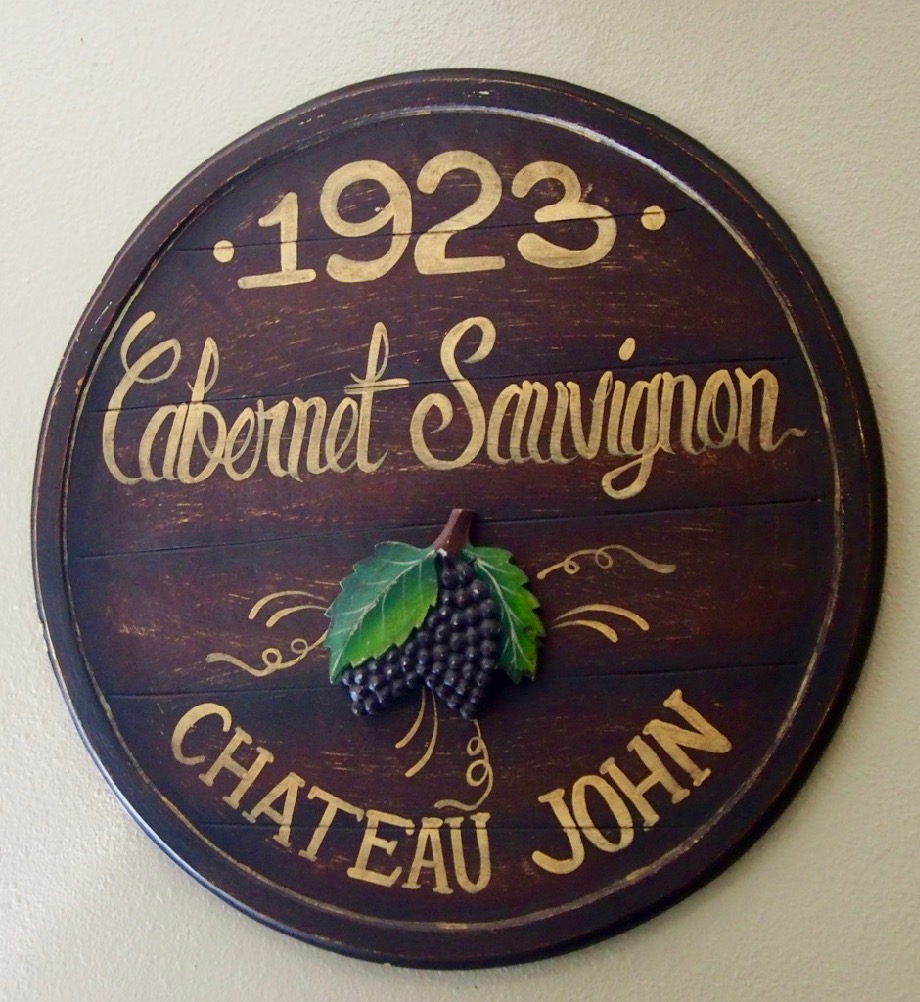 ·1923·
Cabernet Sauvignon
CHATEAU JOHN